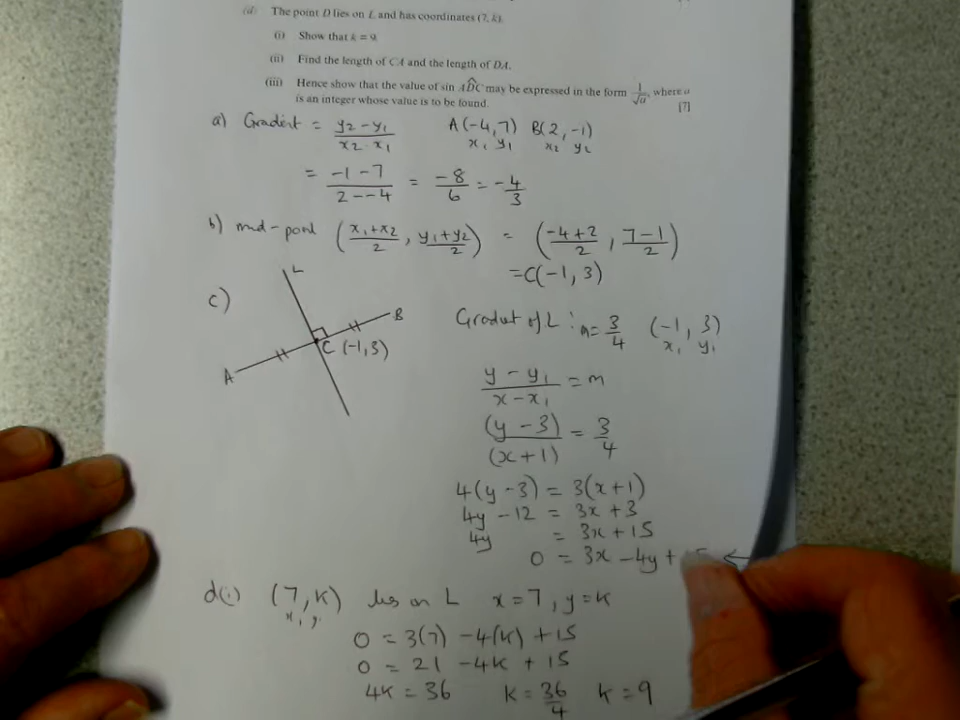 (d) The point D lies on L and has coordinates (7, k).
(i) Show that k = 9.
(ii) Find the length of CA and the length of DA.
(iii) Hence show that the value of sin AD̂C may be expressed in the form 1/√a, where a
is an integer whose value is to be found. [7]
a) Gradient = (y2 - y1)/(x2 - x1) A(-4, 7) B(2, -1)
x1 y1 x2 y2
= (-1 - 7)/(2 - -4) = -8/6 = -4/3
b) mid-point ((x1 + x2)/2, (y1 + y2)/2) = ((-4 + 2)/2, (7 - 1)/2)
= C(-1, 3)
c) L
A C (-1, 3) B
Gradient of L: m = 3/4 (-1, 3)
x1 y1
(y - y1)/(x - x1) = m
(y - 3)/(x + 1) = 3/4
4(y - 3) = 3(x + 1)
4y - 12 = 3x + 3
4y = 3x + 15
0 = 3x - 4y +
d(i) (7, k) lies on L x = 7, y = k
x, y
0 = 3(7) - 4(k) + 15
0 = 21 - 4k + 15
4k = 36 k = 36/4 k = 9